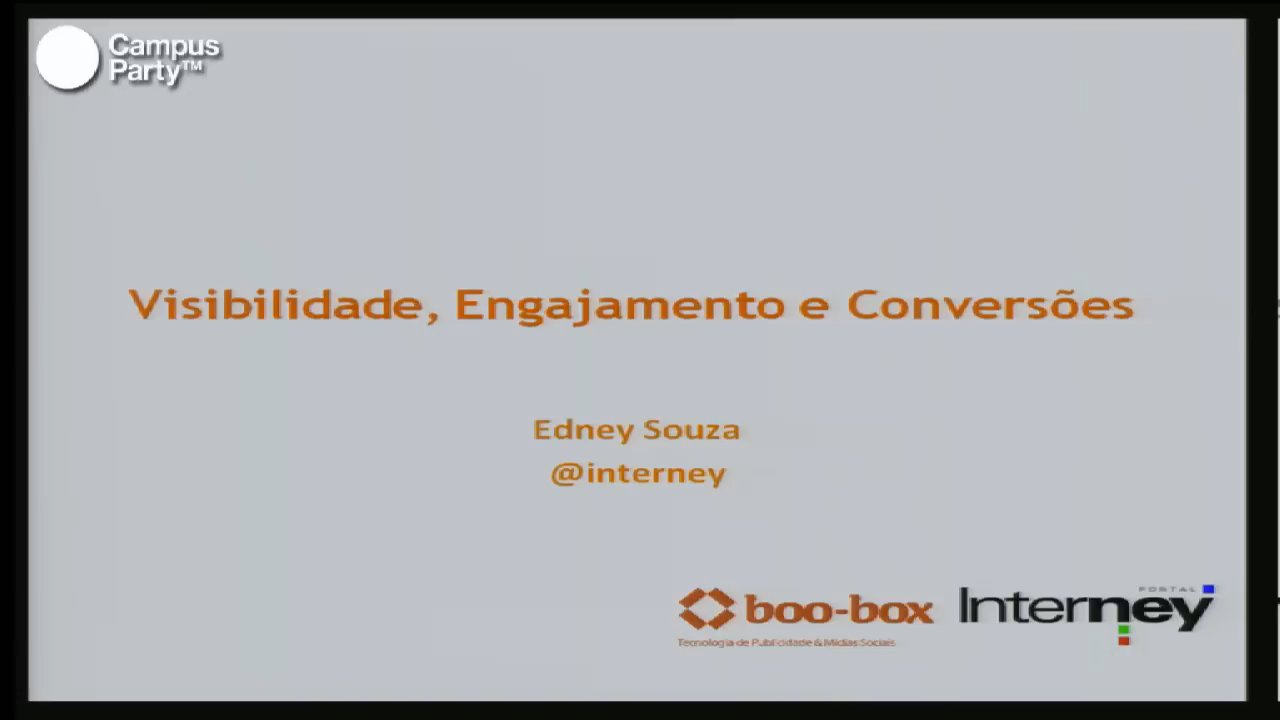 Campus
Party™
Visibilidade, Engajamento e Conversões
Edney Souza
@interney
boo-box
Tecnologia de Publicidade & Mídias Sociais
PORTAL
Interney